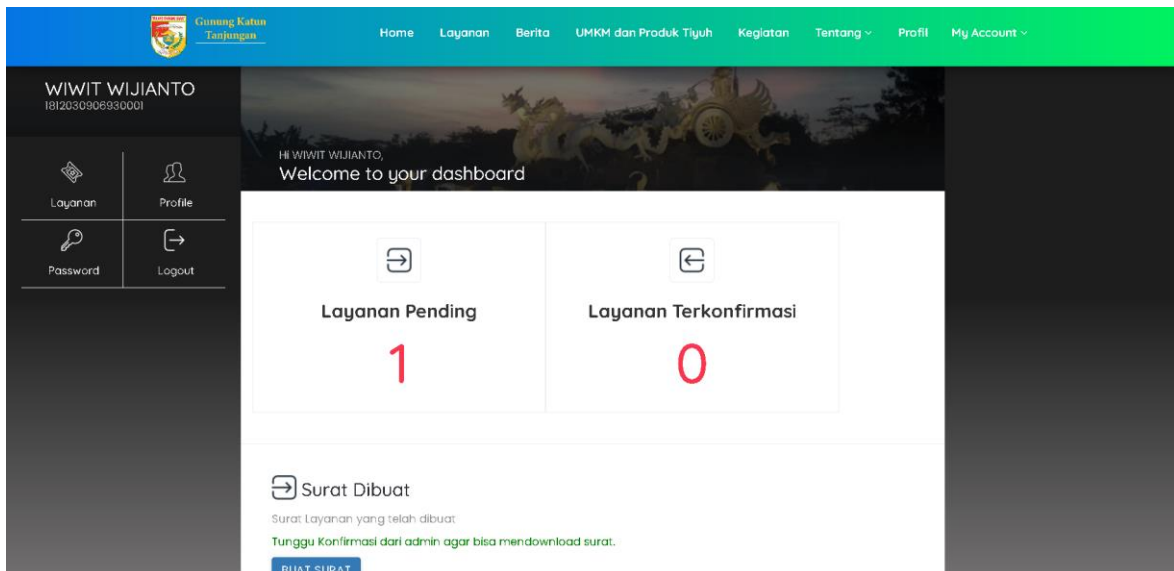 Gunung Katun
Tanjungan
Home Layanan Berita UMKM dan Produk Tiyuh Kegiatan Tentang Profil My Account
WIWIT WIJIANTO
1812030906930001
Layanan
Profile
Password
Logout
Hi WIWIT WIJIANTO,
Welcome to your dashboard
Layanan Pending
1
Layanan Terkonfirmasi
0
Surat Dibuat
Surat Layanan yang telah dibuat
Tunggu Konfirmasi dari admin agar bisa mendownload surat.
BUAT SURAT